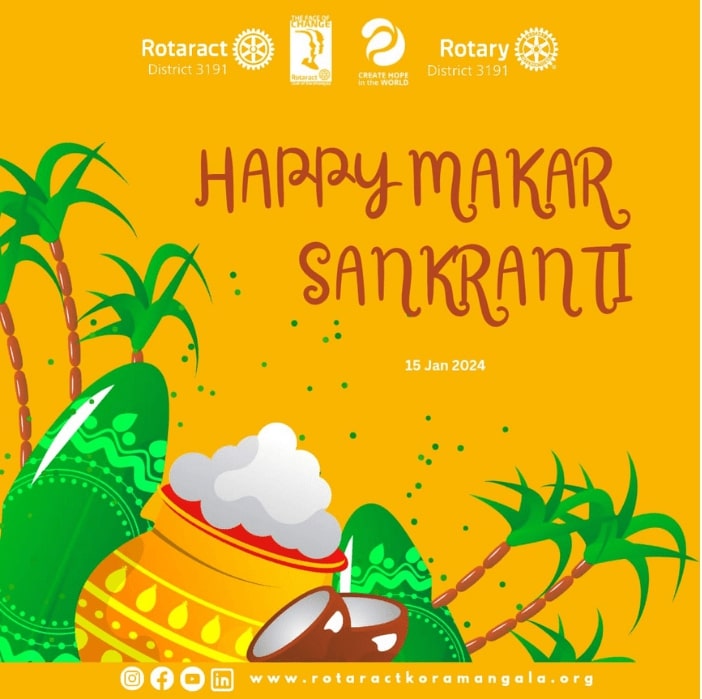 Rotaract
District 3191
THE FACE OF
CHANGE
Rotaract
CREATE HOPE
in the WORLD
Rotary
District 3191
HAPPY MAKAR
SANKRANTI
15 Jan 2024
www.rotaractkoramangala.org